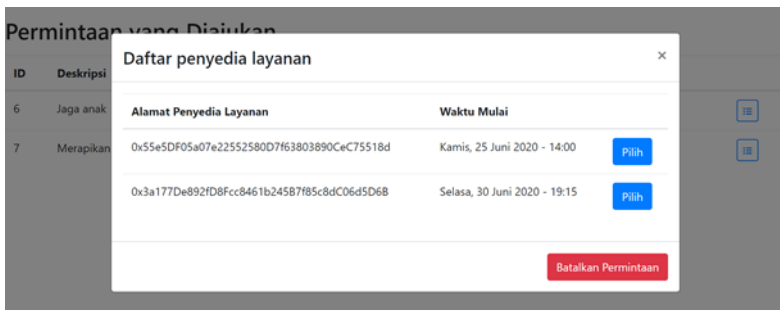 Permintaan yang Diajukan
Daftar penyedia layanan ×
ID Deskripsi
Alamat Penyedia Layanan Waktu Mulai
6 Jaga anak
0x55e5DF05a07e22552580D7f63803890CeC75518d Kamis, 25 Juni 2020 - 14:00 Pilih
7 Merapikan
0x3a177De892fD8Fcc8461b245B7f85c8dC06d5D6B Selasa, 30 Juni 2020 - 19:15 Pilih
Batalkan Permintaan